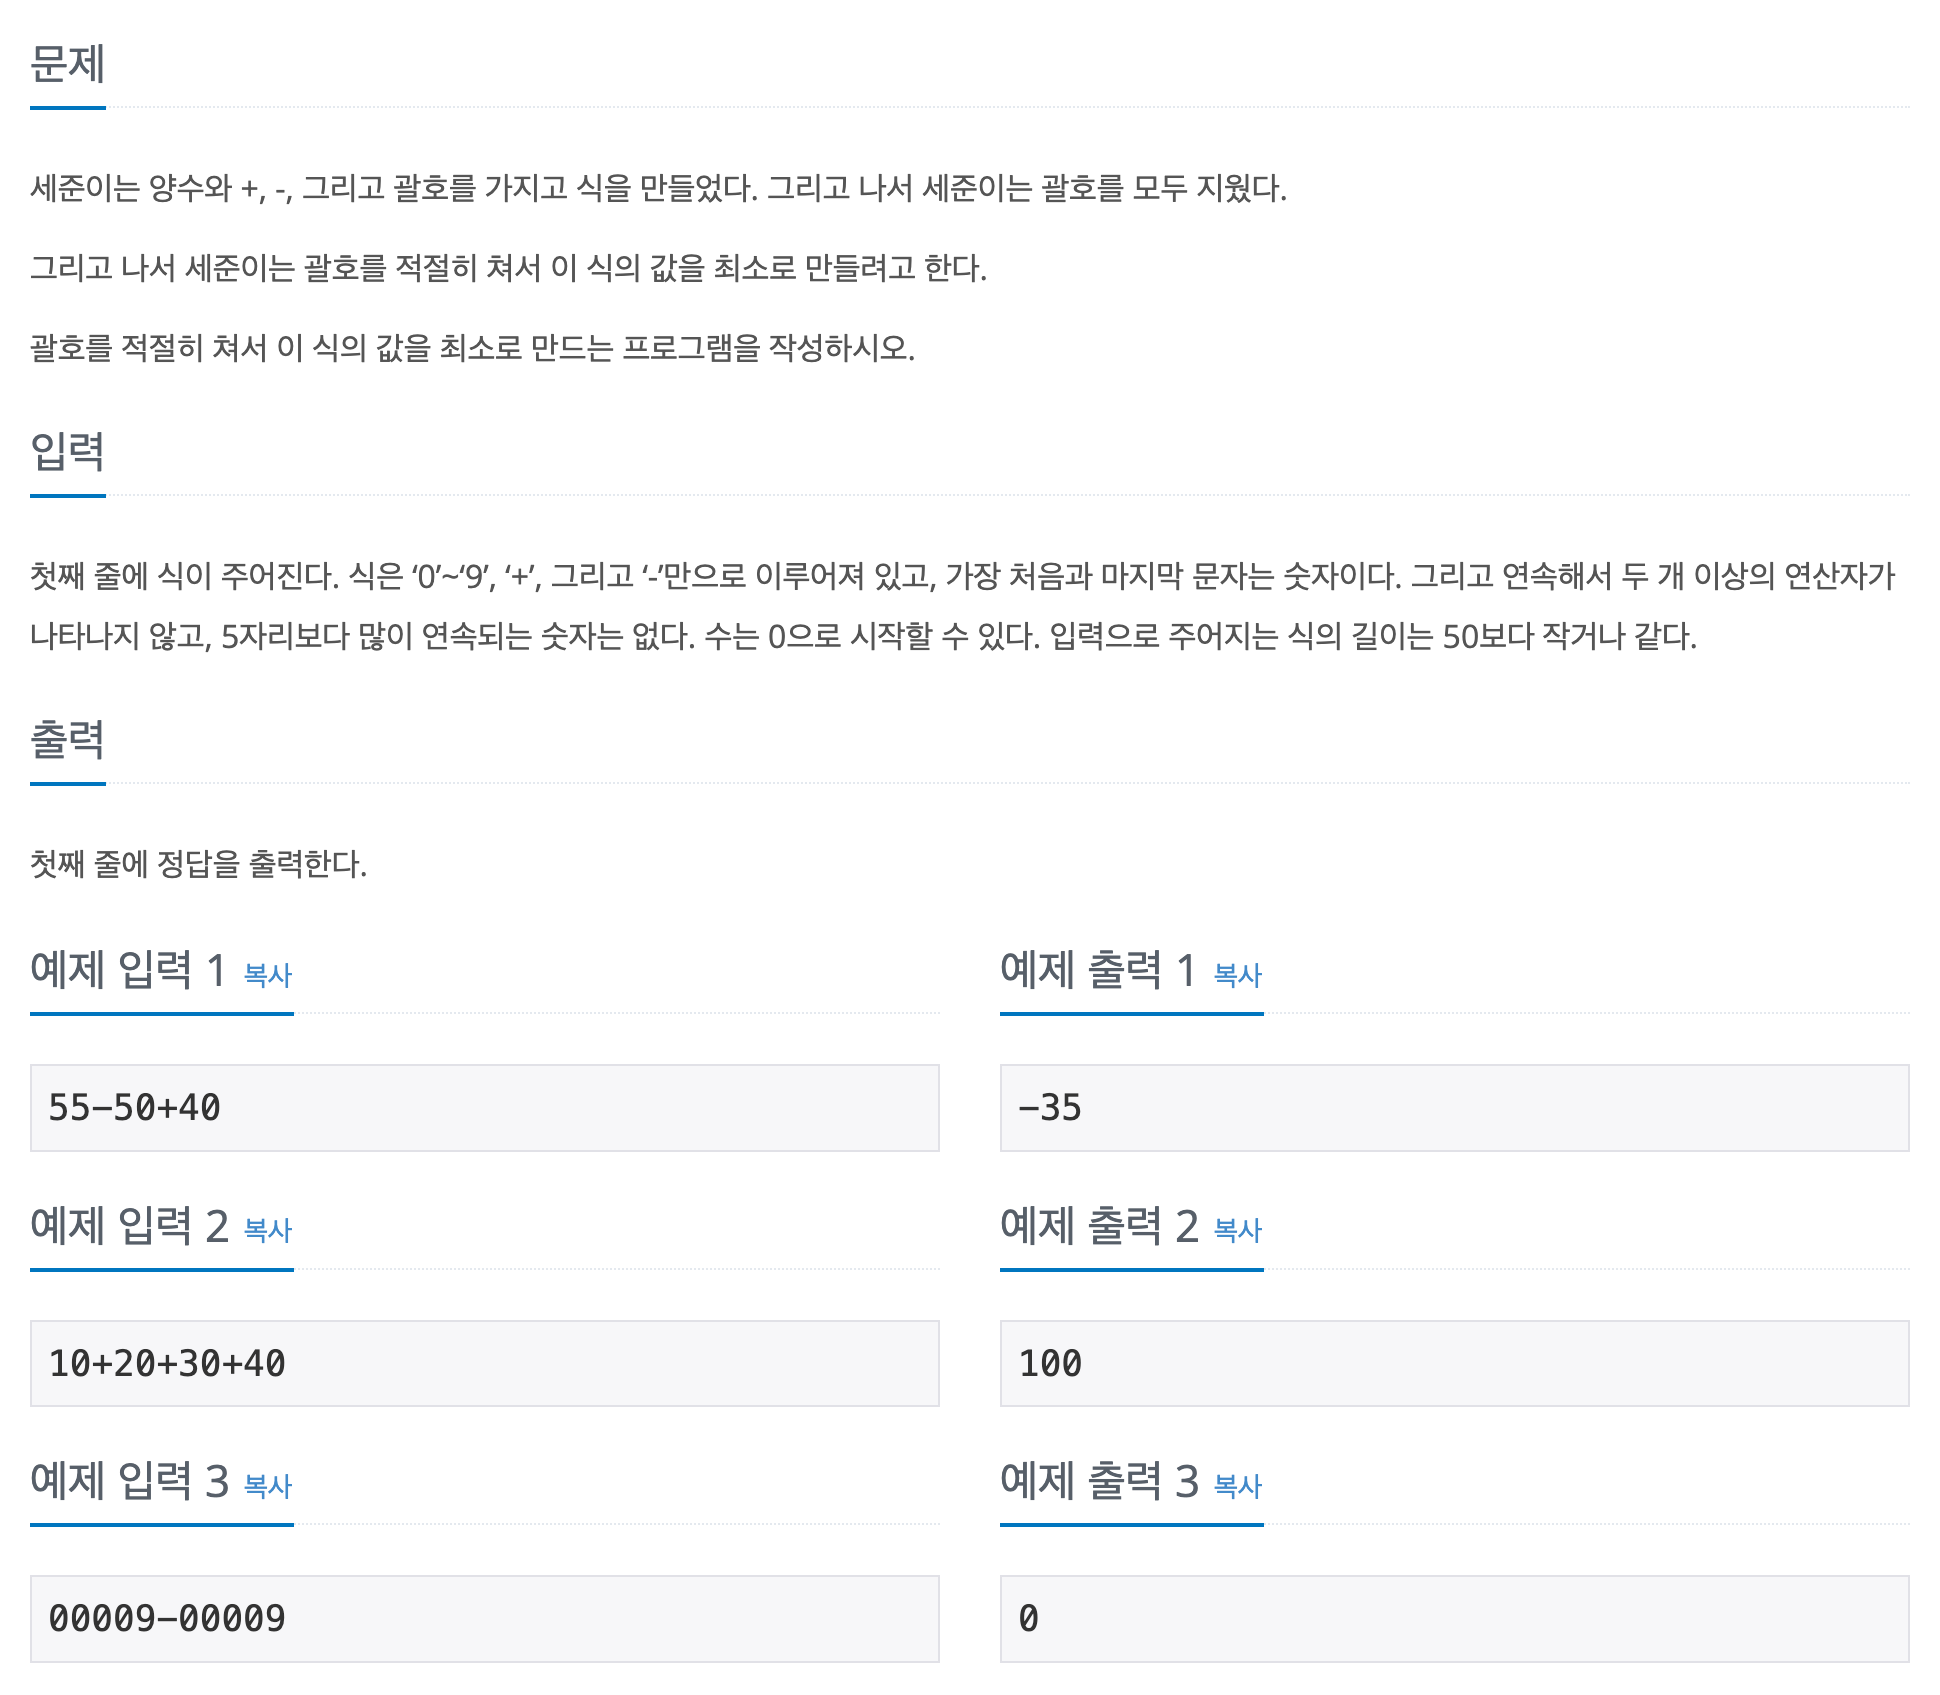 문제
세준이는 양수와 +, -, 그리고 괄호를 가지고 식을 만들었다. 그리고 나서 세준이는 괄호를 모두 지웠다.
그리고 나서 세준이는 괄호를 적절히 쳐서 이 식의 값을 최소로 만들려고 한다.
괄호를 적절히 쳐서 이 식의 값을 최소로 만드는 프로그램을 작성하시오.
입력
첫째 줄에 식이 주어진다. 식은 ‘0’~‘9’, ‘+’, 그리고 ‘-’만으로 이루어져 있고, 가장 처음과 마지막 문자는 숫자이다. 그리고 연속해서 두 개 이상의 연산자가
나타나지 않고, 5자리보다 많이 연속되는 숫자는 없다. 수는 0으로 시작할 수 있다. 입력으로 주어지는 식의 길이는 50보다 작거나 같다.
출력
첫째 줄에 정답을 출력한다.
예제 입력 1 복사
55-50+40
예제 출력 1 복사
-35
예제 입력 2 복사
10+20+30+40
예제 출력 2 복사
100
예제 입력 3 복사
00009-00009
예제 출력 3 복사
0